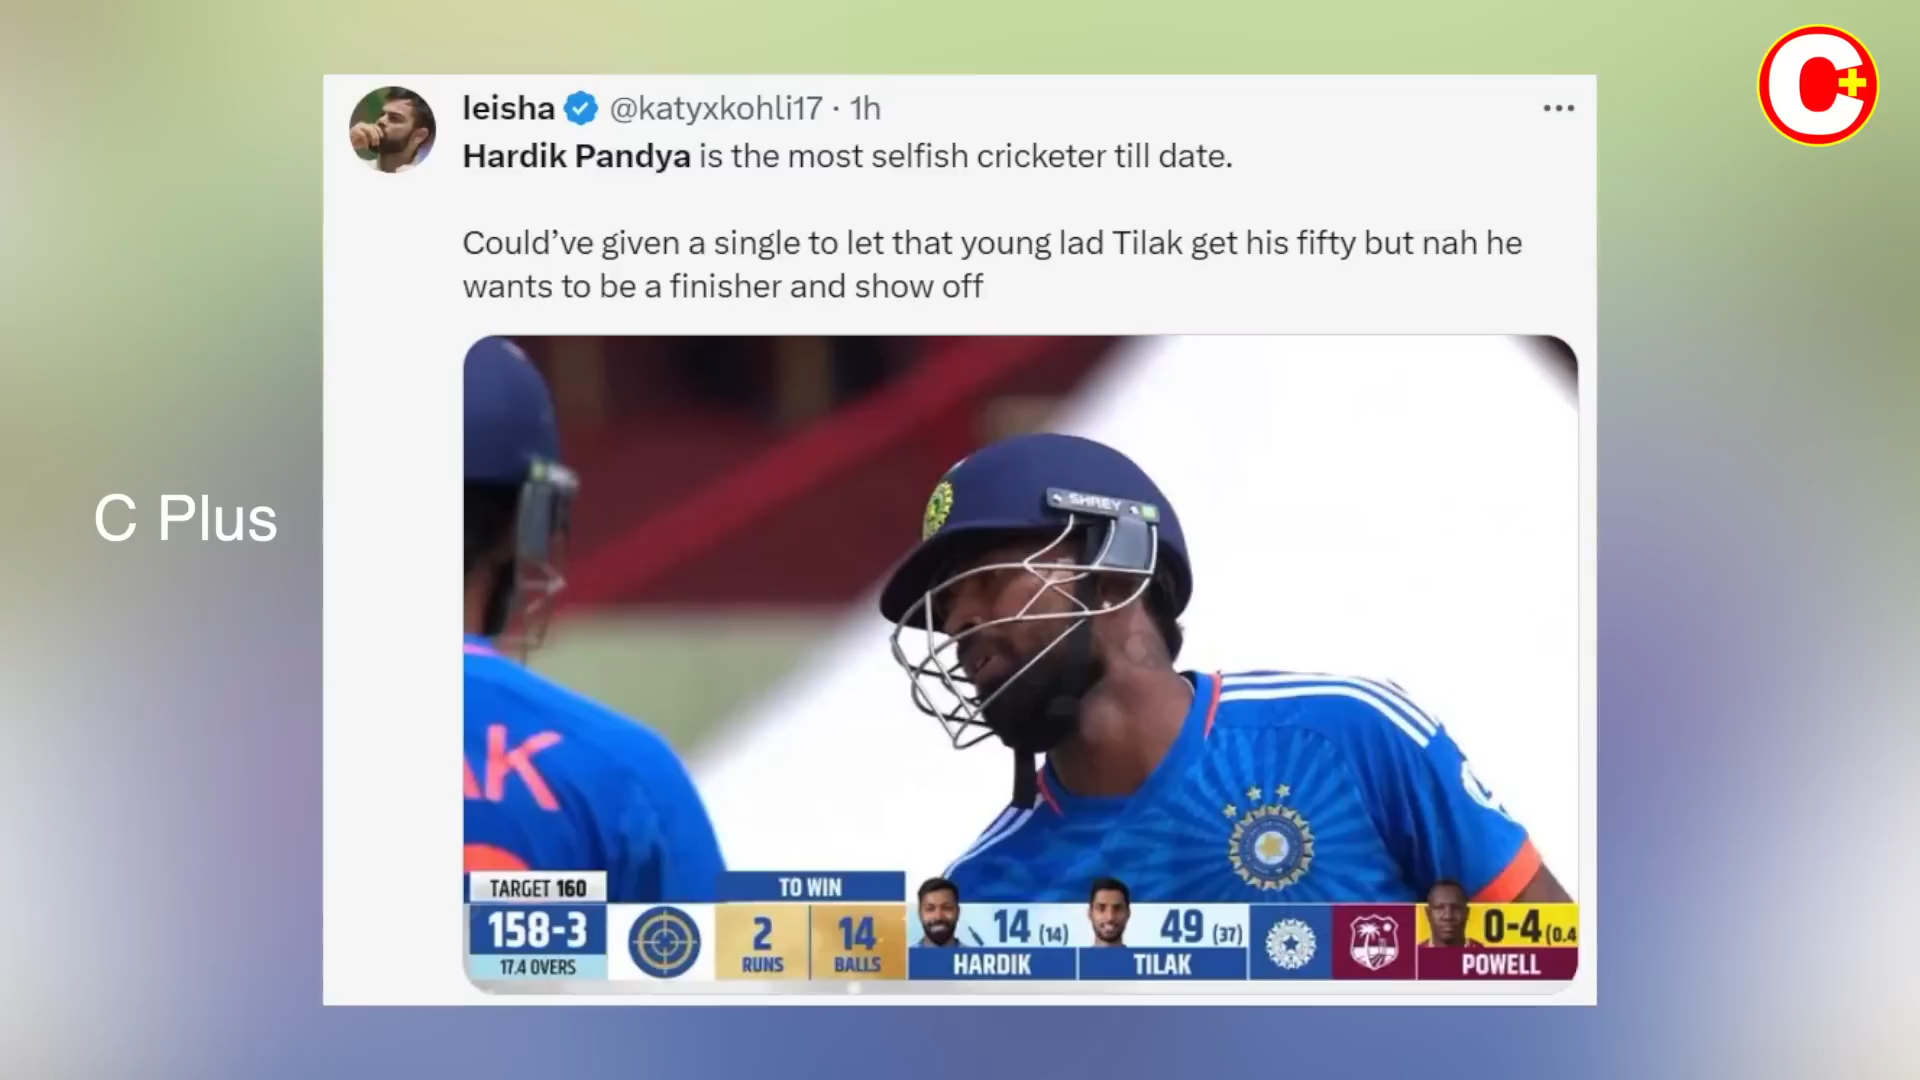 leisha @katyxkohli17 · 1h
Hardik Pandya is the most selfish cricketer till date.
Could've given a single to let that young lad Tilak get his fifty but nah he
wants to be a finisher and show off
C+
C Plus
SHREY
AK
TARGET 160
158-3
17.4 OVERS
TO WIN
2 RUNS
14 BALLS
14 (14)
HARDIK
49 (37)
TILAK
0-4 (0.4
POWELL